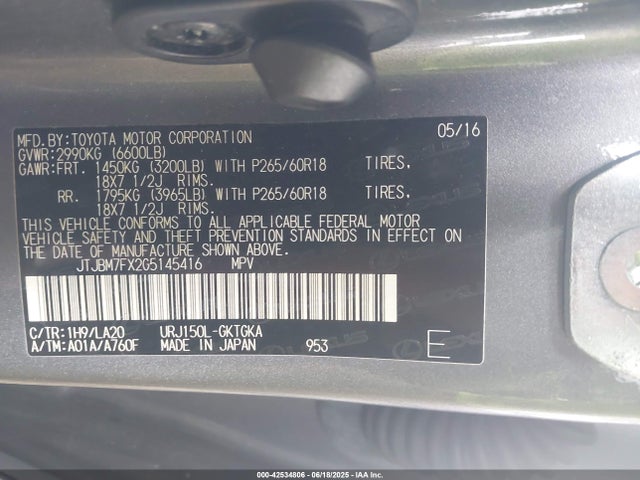 MFD.BY:TOYOTA MOTOR CORPORATION 05/16
GVWR:2990KG (6600LB)
GAWR:FRT. 1450KG (3200LB) WITH P265/60R18 TIRES,
18X7 1/2J RIMS.
RR. 1795KG (3965LB) WITH P265/60R18 TIRES,
18X7 1/2J RIMS.
THIS VEHICLE CONFORMS TO ALL APPLICABLE FEDERAL MOTOR
VEHICLE SAFETY AND THEFT PREVENTION STANDARDS IN EFFECT ON
THE DATE OF MANUFACTURE SHOWN ABOVE.
JTJBM7FX2G5145416 MPV
C/TR:1H9/LA20 URJ150L-GKTGKA
A/TM:A01A/A760F MADE IN JAPAN 953 E
000-42534806 - 06/18/2025 - IAA Inc.